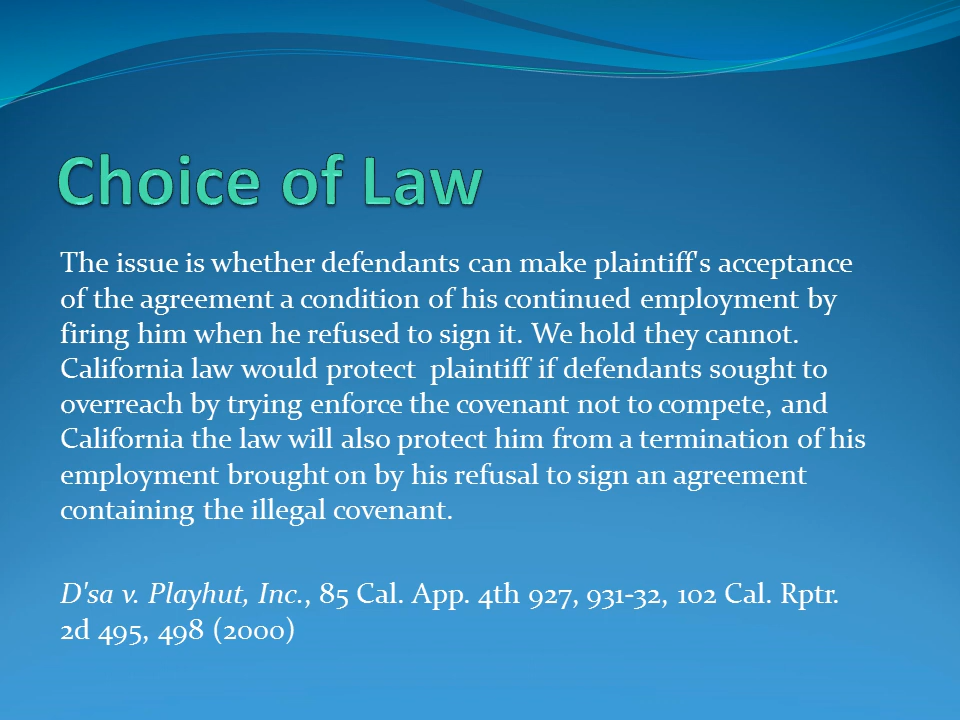 Choice of Law
The issue is whether defendants can make plaintiff's acceptance
of the agreement a condition of his continued employment by
firing him when he refused to sign it. We hold they cannot.
California law would protect  plaintiff if defendants sought to
overreach by trying enforce the covenant not to compete, and
California the law will also protect him from a termination of his
employment brought on by his refusal to sign an agreement
containing the illegal covenant.
D'sa v. Playhut, Inc., 85 Cal. App. 4th 927, 931-32, 102 Cal. Rptr.
2d 495, 498 (2000)